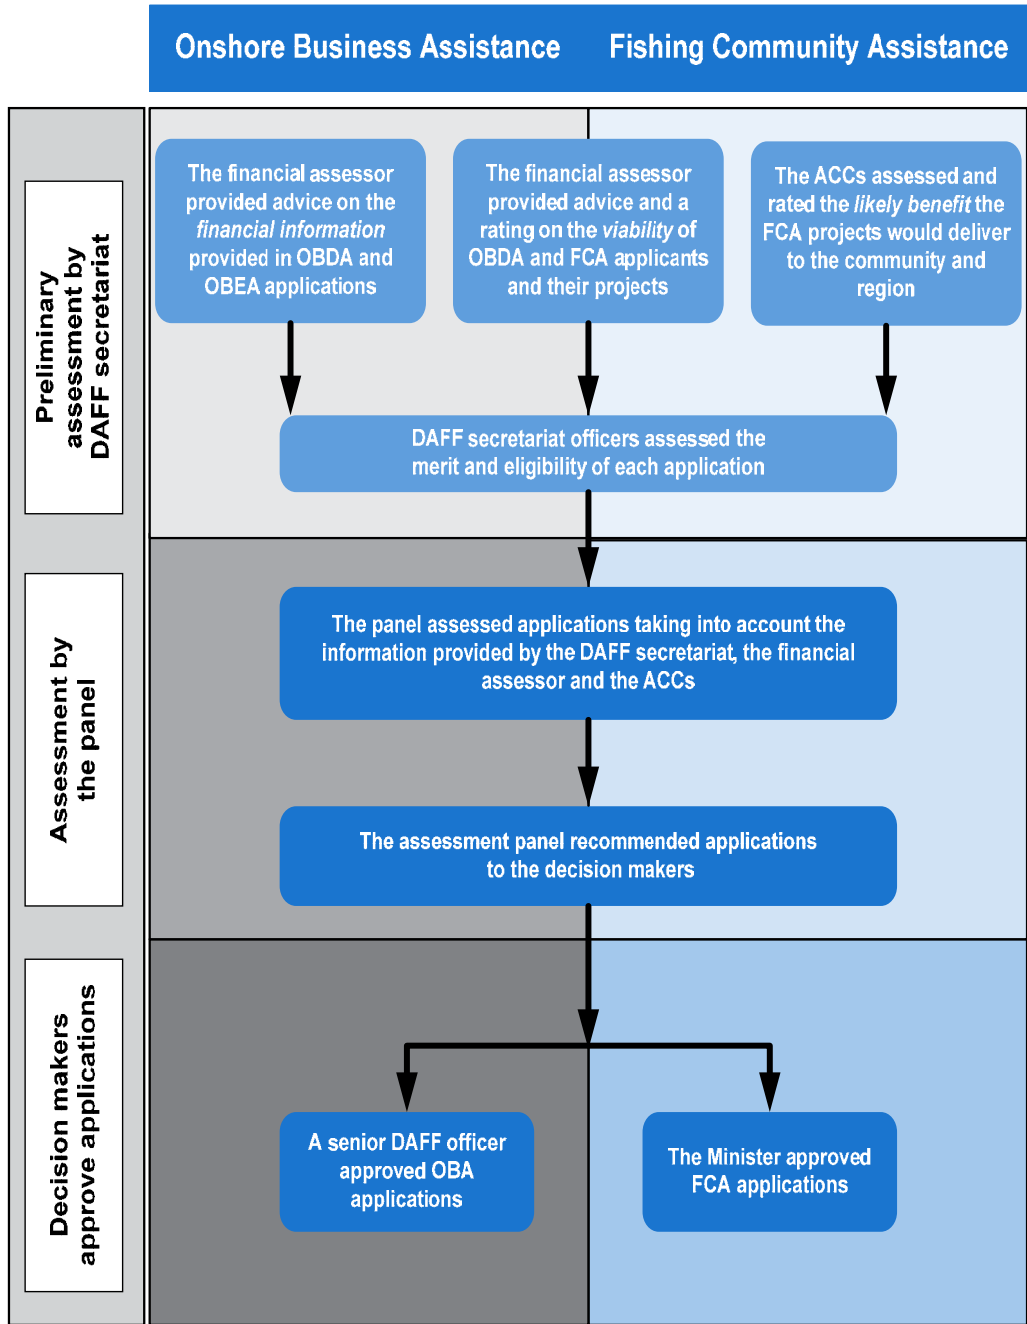 Onshore Business Assistance
Fishing Community Assistance
Preliminary
assessment by
DAFF secretariat
The financial assessor
provided advice on the
financial information
provided in OBDA and
OBEA applications
The financial assessor
provided advice and a
rating on the viability of
OBDA and FCA applicants
and their projects
The ACCs assessed and
rated the likely benefit the
FCA projects would deliver
to the community and
region
DAFF secretariat officers assessed the
merit and eligibility of each application
Assessment by
the panel
The panel assessed applications taking into account the
information provided by the DAFF secretariat, the financial
assessor and the ACCs
The assessment panel recommended applications
to the decision makers
Decision makers
approve applications
A senior DAFF officer
approved OBA
applications
The Minister approved
FCA applications